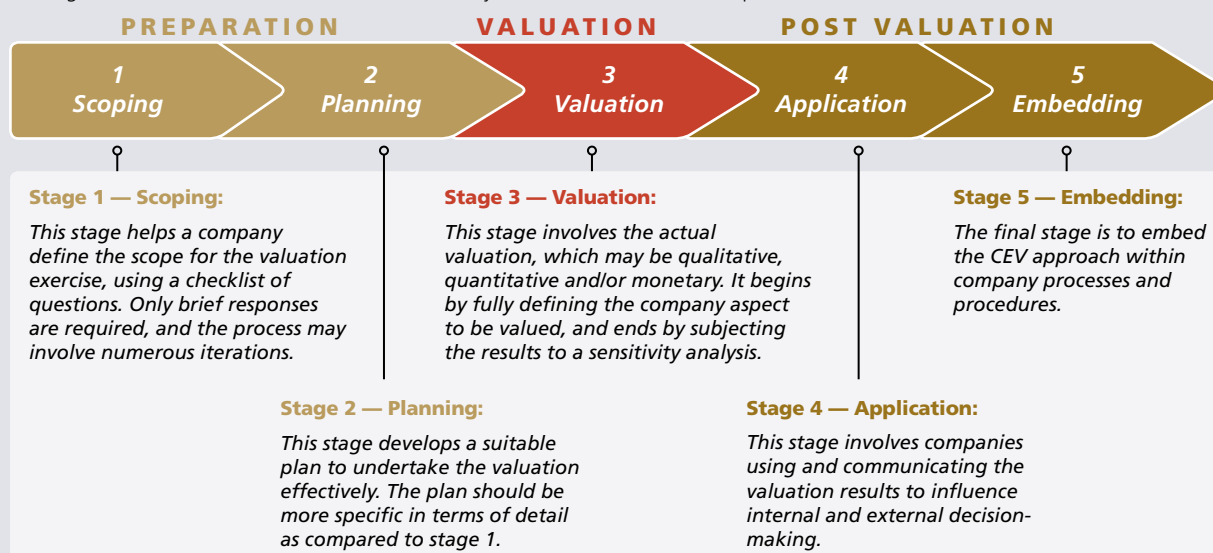 PREPARATION
VALUATION
POST VALUATION
1
Scoping
2
Planning
3
Valuation
4
Application
5
Embedding
Stage 1 — Scoping:
This stage helps a company
define the scope for the valuation
exercise, using a checklist of
questions. Only brief responses
are required, and the process may
involve numerous iterations.
Stage 2 — Planning:
This stage develops a suitable
plan to undertake the valuation
effectively. The plan should be
more specific in terms of detail
as compared to stage 1.
Stage 3 — Valuation:
This stage involves the actual
valuation, which may be qualitative,
quantitative and/or monetary. It begins
by fully defining the company aspect
to be valued, and ends by subjecting
the results to a sensitivity analysis.
Stage 4 — Application:
This stage involves companies
using and communicating the
valuation results to influence
internal and external decision-
making.
Stage 5 — Embedding:
The final stage is to embed
the CEV approach within
company processes and
procedures.